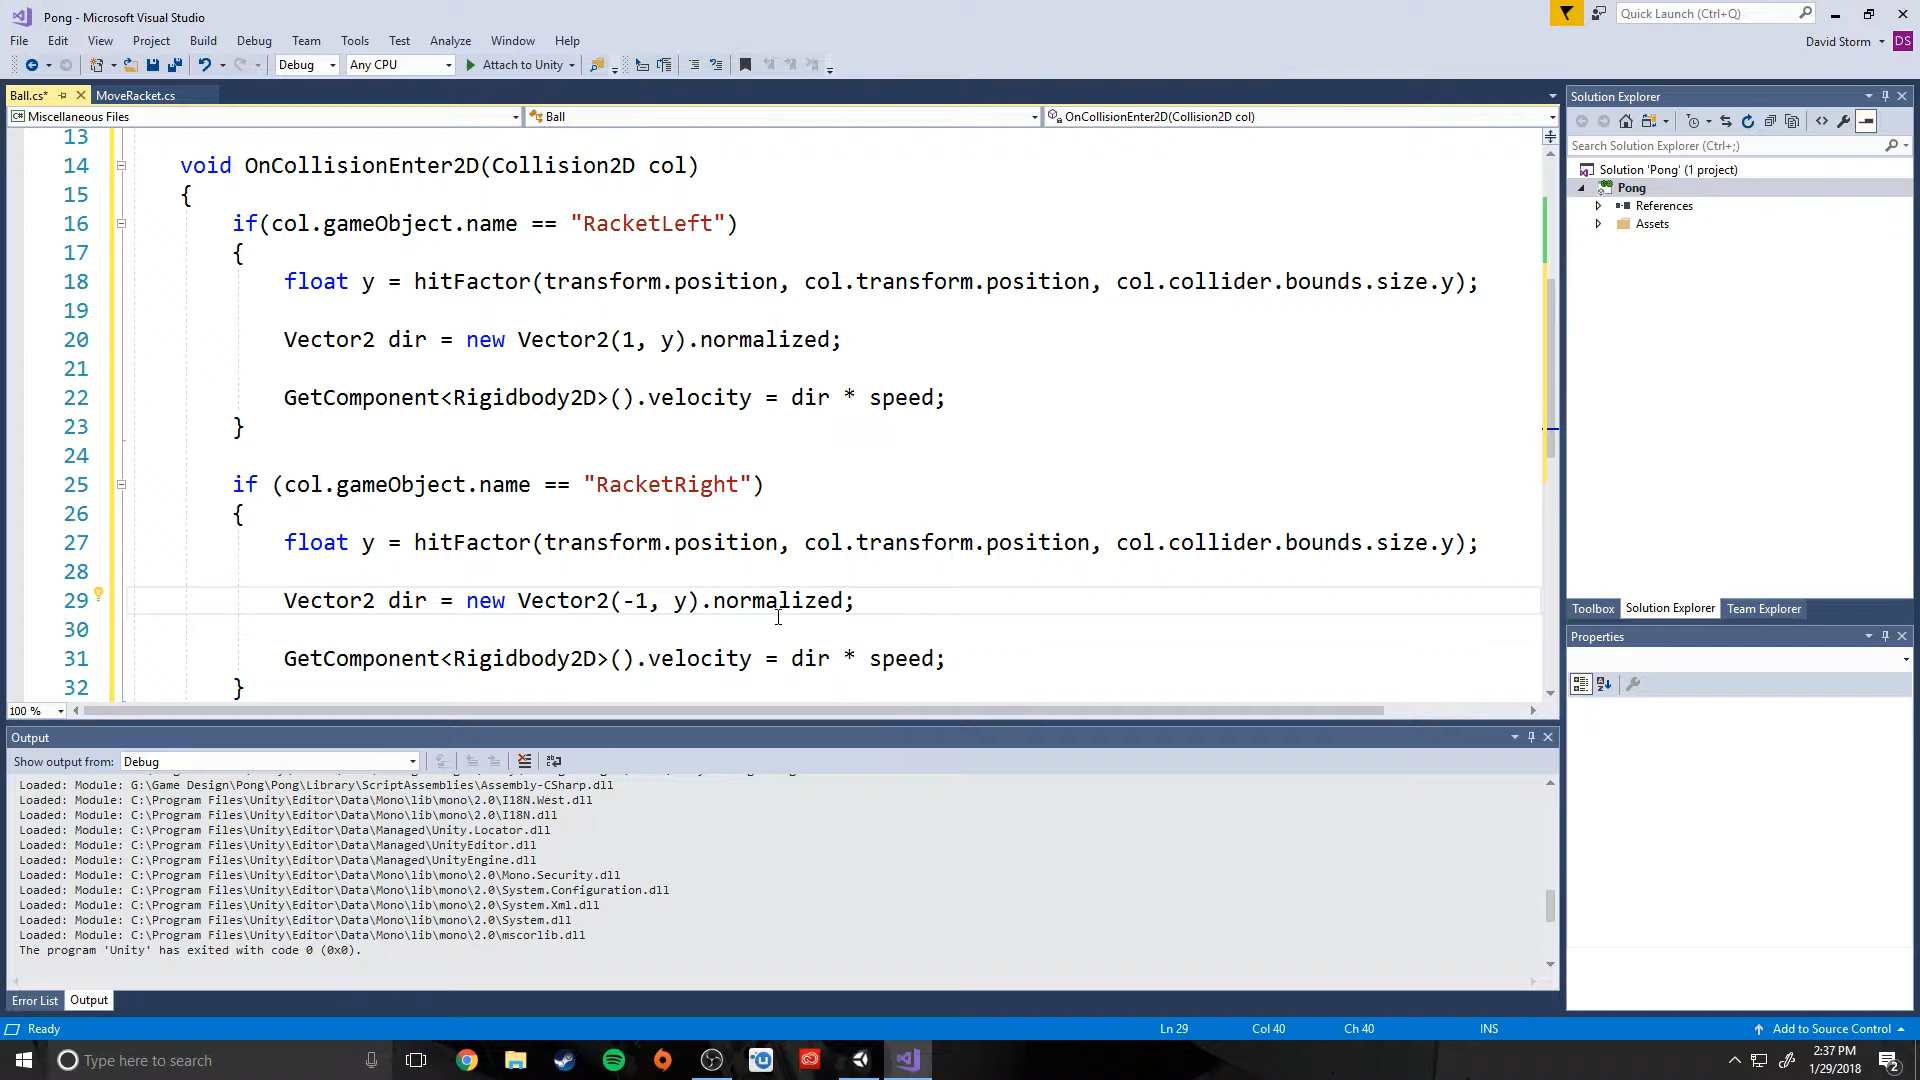 Pong - Microsoft Visual Studio
Quick Launch (Ctrl+Q)
File Edit View Project Build Debug Team Tools Test Analyze Window Help
David Storm DS
Debug Any CPU Attach to Unity
Ball.cs* MoveRacket.cs
Miscellaneous Files Ball OnCollisionEnter2D(Collision2D col)
13
14 void OnCollisionEnter2D(Collision2D col)
15 {
16 if(col.gameObject.name == "RacketLeft")
17 {
18 float y = hitFactor(transform.position, col.transform.position, col.collider.bounds.size.y);
19
20 Vector2 dir = new Vector2(1, y).normalized;
21
22 GetComponent<Rigidbody2D>().velocity = dir * speed;
23 }
24
25 if (col.gameObject.name == "RacketRight")
26 {
27 float y = hitFactor(transform.position, col.transform.position, col.collider.bounds.size.y);
28
29 Vector2 dir = new Vector2(-1, y).normalized;
30
31 GetComponent<Rigidbody2D>().velocity = dir * speed;
32 }
100 %
Solution Explorer
Search Solution Explorer (Ctrl+;)
Solution 'Pong' (1 project)
Pong
References
Assets
Toolbox Solution Explorer Team Explorer
Properties
Output
Show output from: Debug
Loaded: Module: G:\Game Design\Pong\Pong\Library\ScriptAssemblies\Assembly-CSharp.dll
Loaded: Module: C:\Program Files\Unity\Editor\Data\Mono\lib\mono\2.0\I18N.West.dll
Loaded: Module: C:\Program Files\Unity\Editor\Data\Mono\lib\mono\2.0\I18N.dll
Loaded: Module: C:\Program Files\Unity\Editor\Data\Managed\Unity.Locator.dll
Loaded: Module: C:\Program Files\Unity\Editor\Data\Managed\UnityEditor.dll
Loaded: Module: C:\Program Files\Unity\Editor\Data\Managed\UnityEngine.dll
Loaded: Module: C:\Program Files\Unity\Editor\Data\Mono\lib\mono\2.0\Mono.Security.dll
Loaded: Module: C:\Program Files\Unity\Editor\Data\Mono\lib\mono\2.0\System.Configuration.dll
Loaded: Module: C:\Program Files\Unity\Editor\Data\Mono\lib\mono\2.0\System.Xml.dll
Loaded: Module: C:\Program Files\Unity\Editor\Data\Mono\lib\mono\2.0\System.dll
Loaded: Module: C:\Program Files\Unity\Editor\Data\Mono\lib\mono\2.0\mscorlib.dll
The program 'Unity' has exited with code 0 (0x0).
Error List Output
Ready Ln 29 Col 40 Ch 40 INS Add to Source Control
Type here to search
2:37 PM
1/29/2018
2